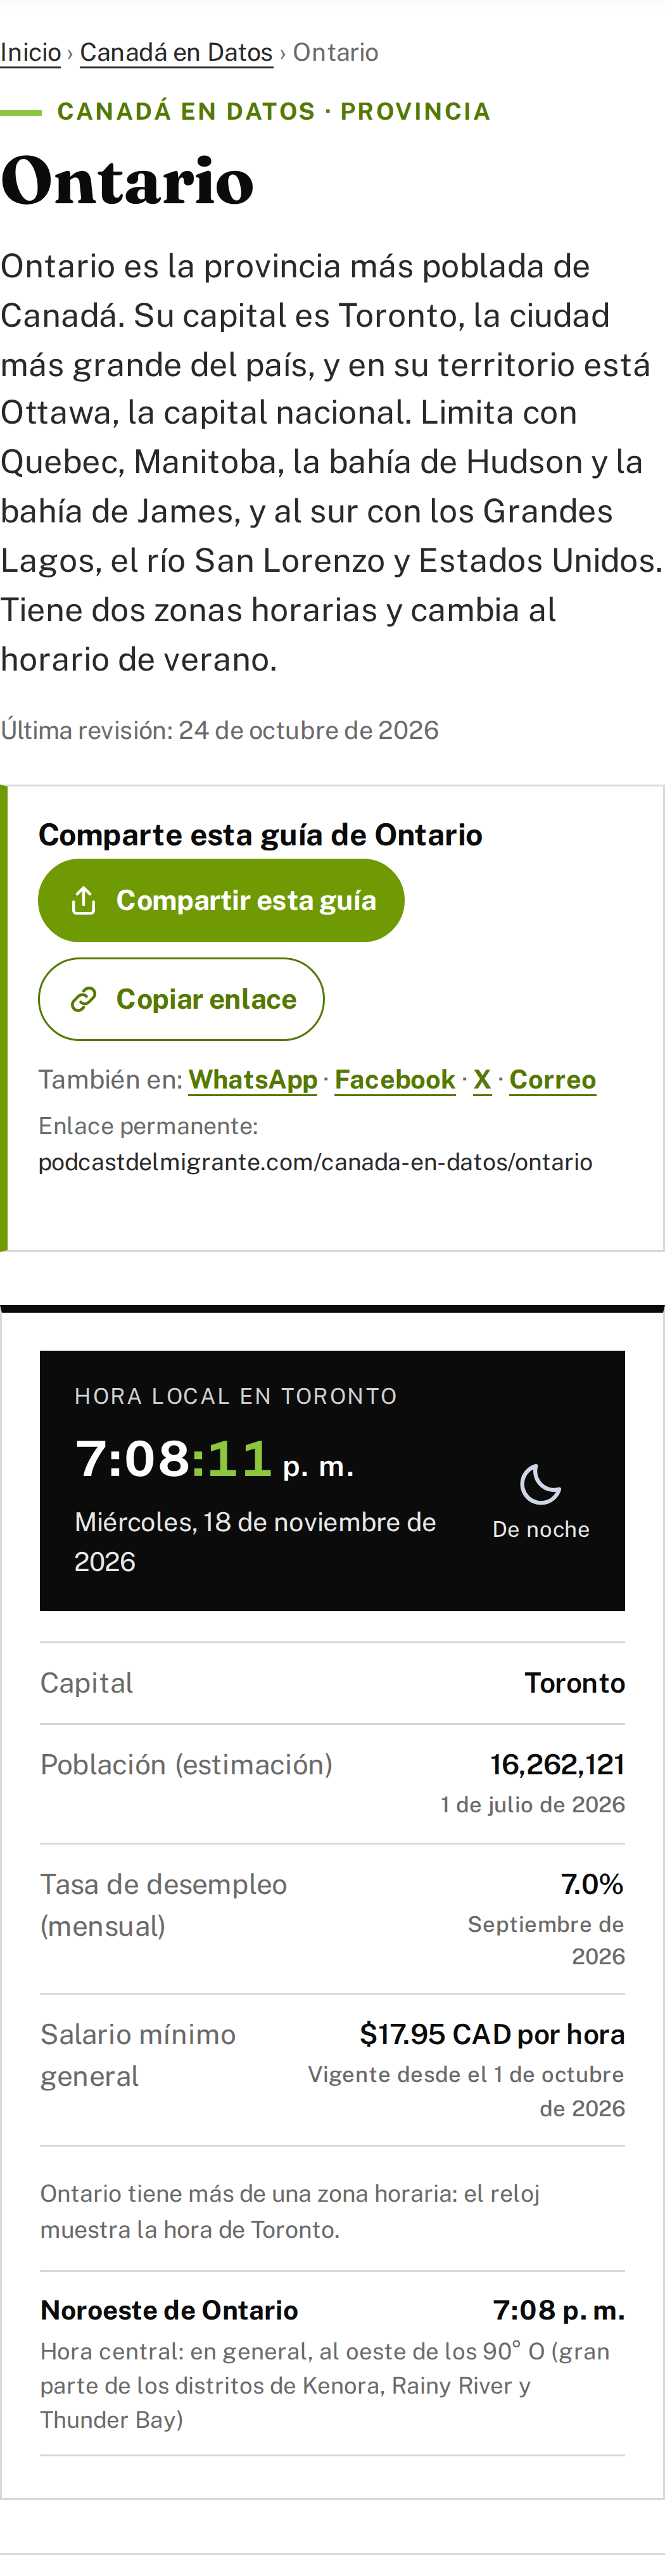 Inicio › Canadá en Datos › Ontario
CANADÁ EN DATOS · PROVINCIA
Ontario
Ontario es la provincia más poblada de
Canadá. Su capital es Toronto, la ciudad
más grande del país, y en su territorio está
Ottawa, la capital nacional. Limita con
Quebec, Manitoba, la bahía de Hudson y la
bahía de James, y al sur con los Grandes
Lagos, el río San Lorenzo y Estados Unidos.
Tiene dos zonas horarias y cambia al
horario de verano.
Última revisión: 24 de octubre de 2026
Comparte esta guía de Ontario
Compartir esta guía
Copiar enlace
También en: WhatsApp · Facebook · X · Correo
Enlace permanente:
podcastdelmigrante.com/canada-en-datos/ontario
HORA LOCAL EN TORONTO
7:08:11 p. m.
Miércoles, 18 de noviembre de
2026
De noche
Capital Toronto
Población (estimación) 16,262,121
1 de julio de 2026
Tasa de desempleo 7.0%
(mensual) Septiembre de
2026
Salario mínimo $17.95 CAD por hora
general Vigente desde el 1 de octubre
de 2026
Ontario tiene más de una zona horaria: el reloj
muestra la hora de Toronto.
Noroeste de Ontario 7:08 p. m.
Hora central: en general, al oeste de los 90° O (gran
parte de los distritos de Kenora, Rainy River y
Thunder Bay)